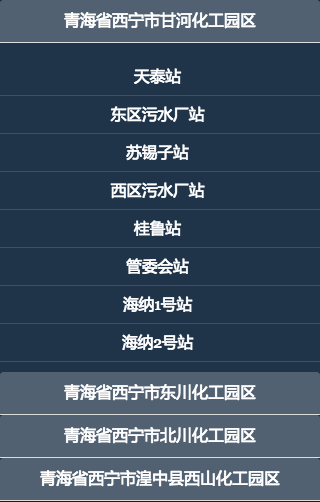 青海省西宁市甘河化工园区
天泰站
东区污水厂站
苏锡子站
西区污水厂站
桂鲁站
管委会站
海纳1号站
海纳2号站
青海省西宁市东川化工园区
青海省西宁市北川化工园区
青海省西宁市湟中县西山化工园区